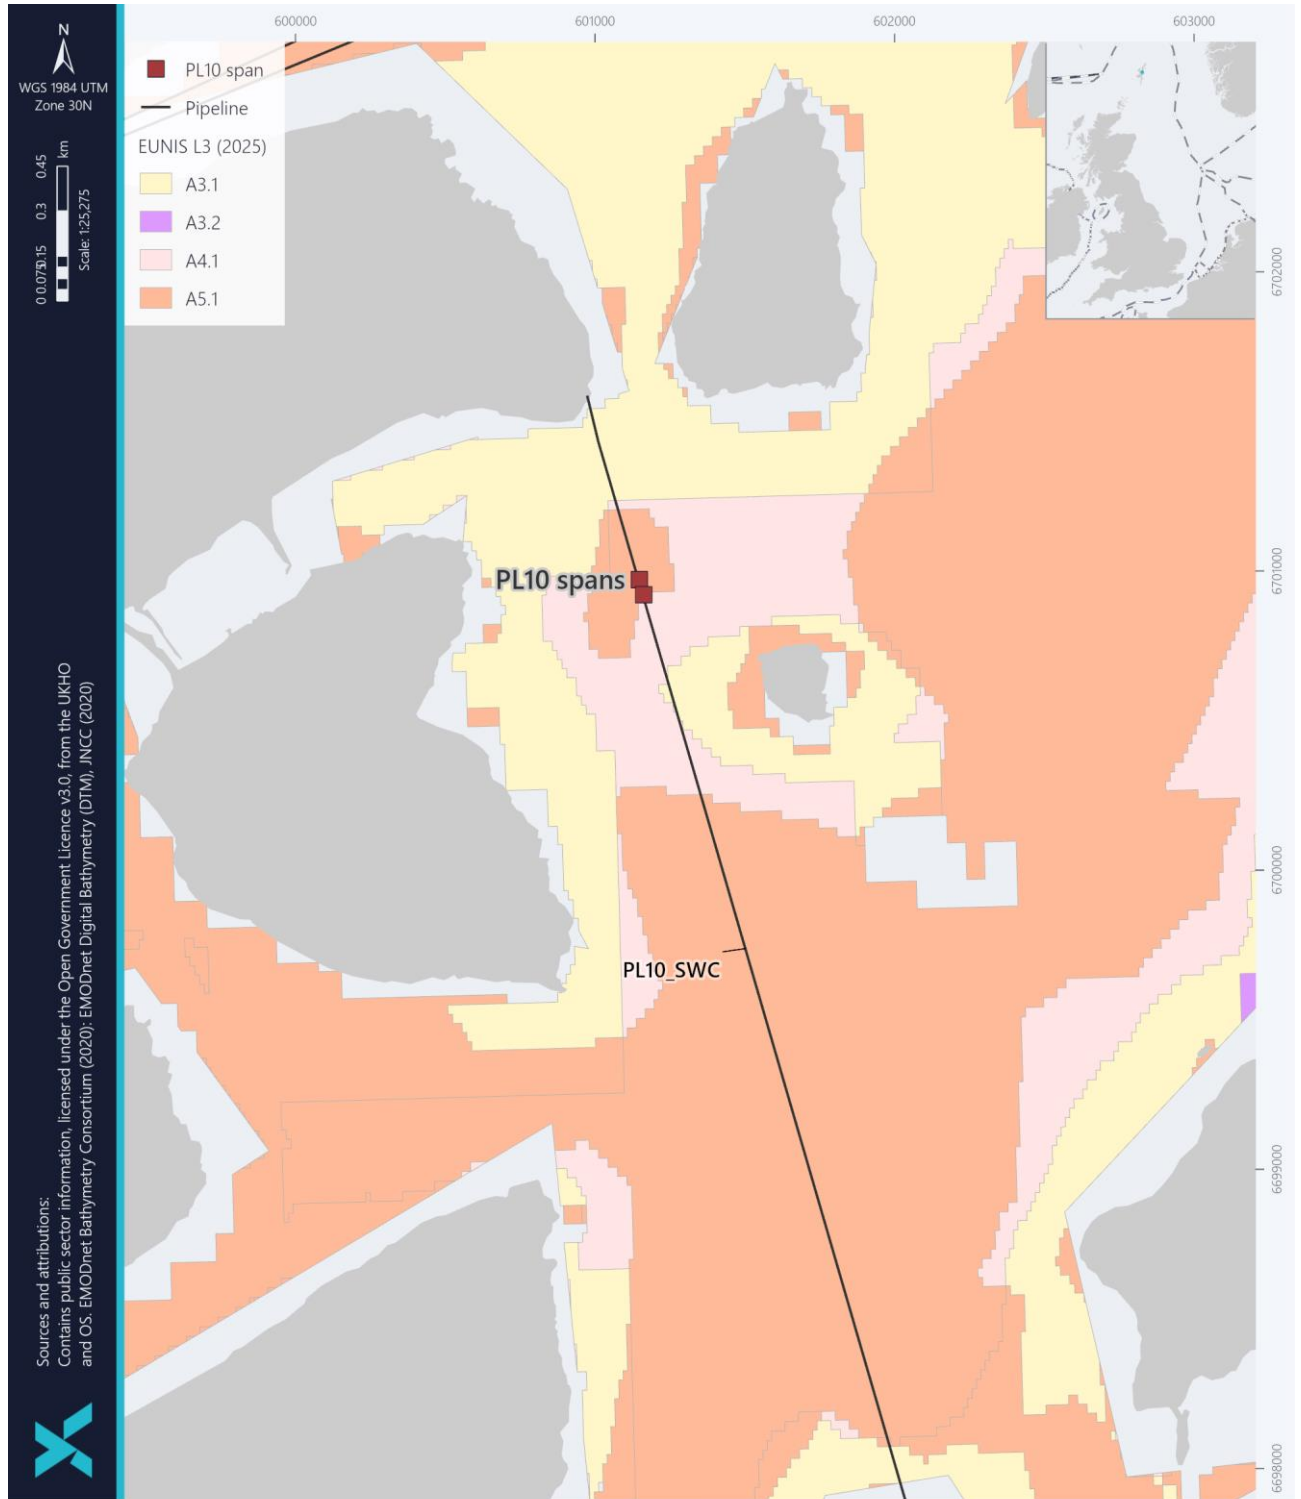 600000
601000
602000
603000
N
WGS 1984 UTM
Zone 30N
PL10 span
Pipeline
EUNIS L3 (2025)
A3.1
A3.2
A4.1
A5.1
km
0 0.075 0.15 0.3 0.45
Scale: 1:25,275
6702000
6701000
6700000
6699000
6698000
PL10 spans
PL10_SWC
Sources and attributions:
Contains public sector information, licensed under the Open Government Licence v3.0, from the UKHO
and OS. EMODnet Bathymetry Consortium (2020): EMODnet Digital Bathymetry (DTM), JNCC (2020)